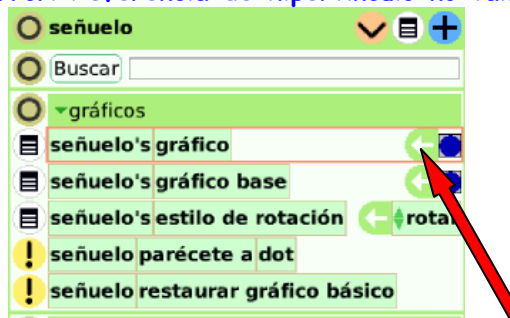 señuelo
Buscar
gráficos
señuelo's gráfico
señuelo's gráfico base
señuelo's estilo de rotación rotar
señuelo parécete a dot
señuelo restaurar gráfico básico